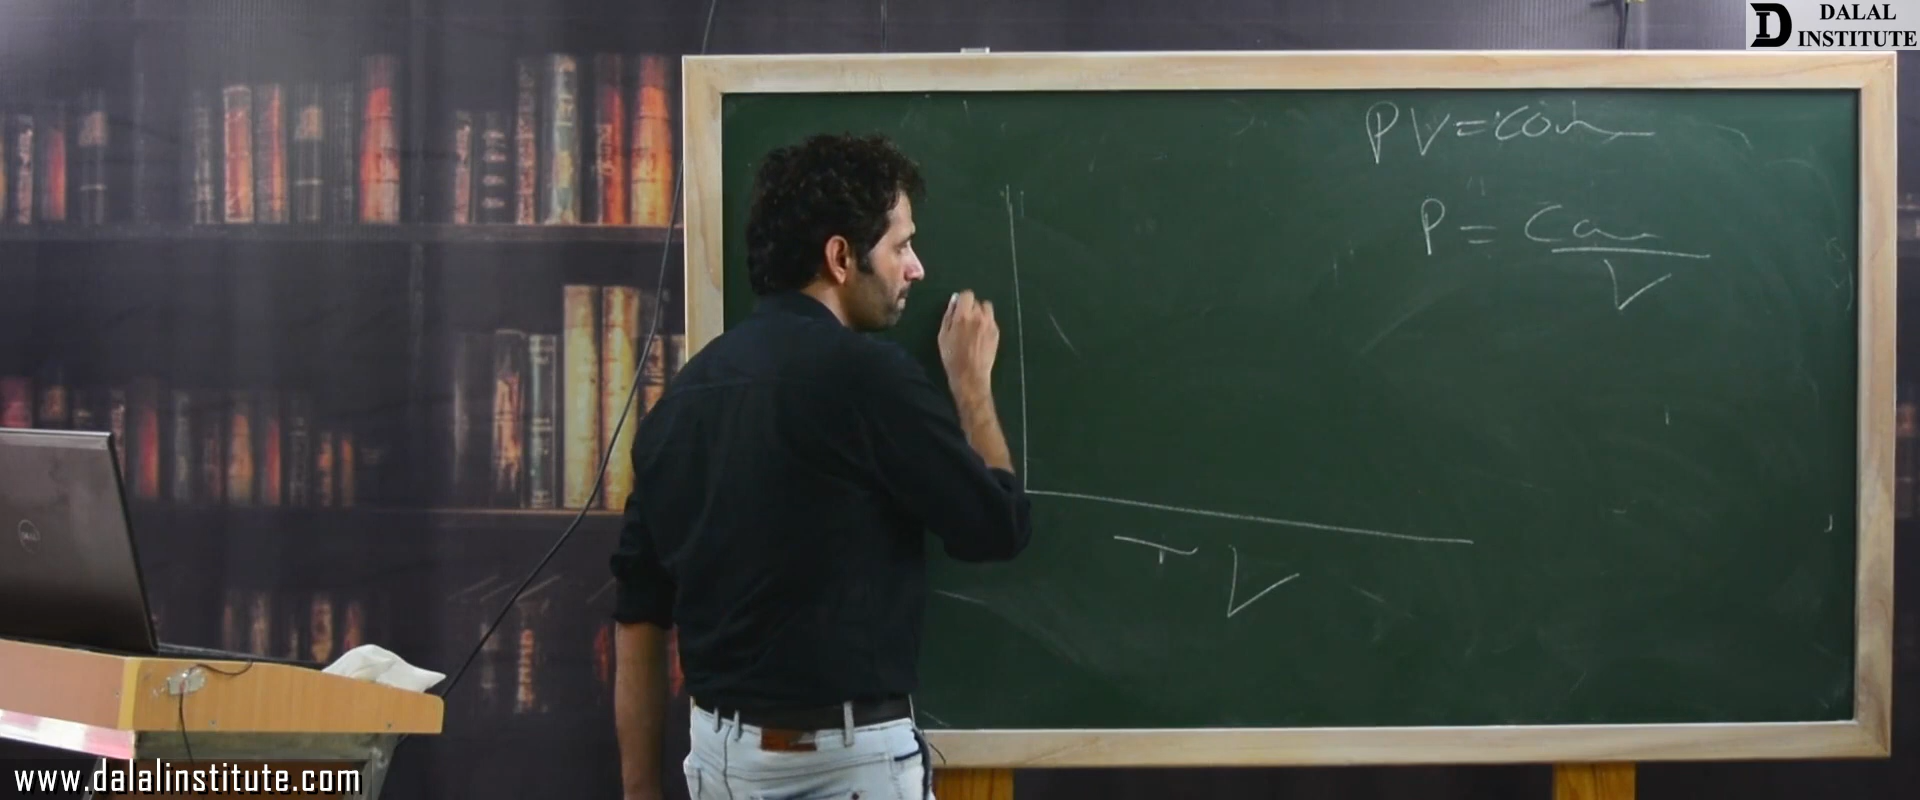 DALAL
INSTITUTE
PV = Con
P = Con
V
V
www.dalalinstitute.com